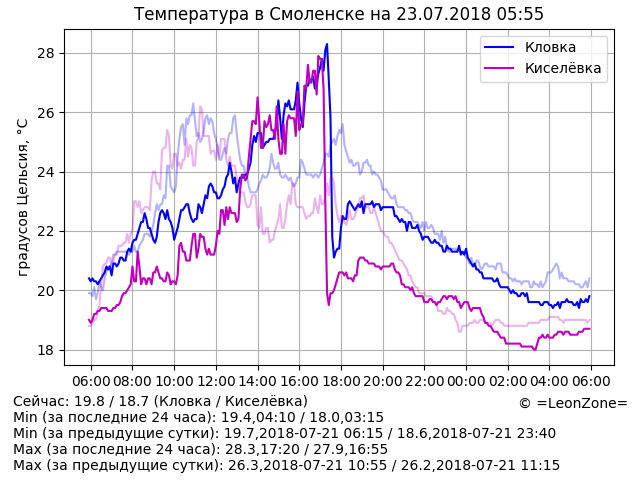 Температура в Смоленске на 23.07.2018 05:55
Кловка
Киселёвка
градусов Цельсия, °C
28
26
24
22
20
18
06:00 08:00 10:00 12:00 14:00 16:00 18:00 20:00 22:00 00:00 02:00 04:00 06:00
Сейчас: 19.8 / 18.7 (Кловка / Киселёвка)
© =LeonZone=
Min (за последние 24 часа): 19.4,04:10 / 18.0,03:15
Min (за предыдущие сутки): 19.7,2018-07-21 06:15 / 18.6,2018-07-21 23:40
Max (за последние 24 часа): 28.3,17:20 / 27.9,16:55
Max (за предыдущие сутки): 26.3,2018-07-21 10:55 / 26.2,2018-07-21 11:15